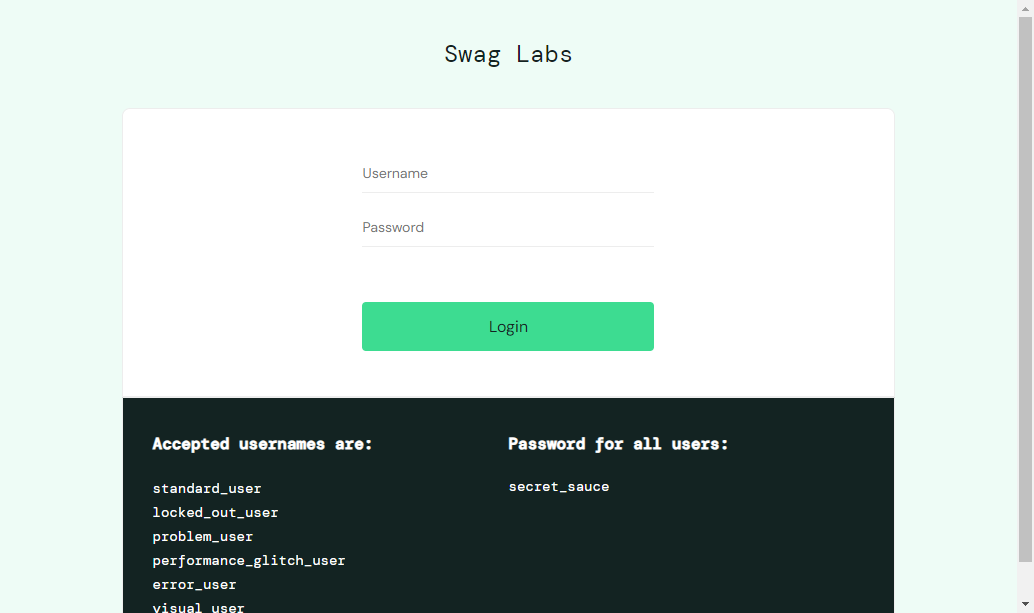 Swag Labs
Username
Password
Login
Accepted usernames are:
standard_user
locked_out_user
problem_user
performance_glitch_user
error_user
visual_user
Password for all users:
secret_sauce